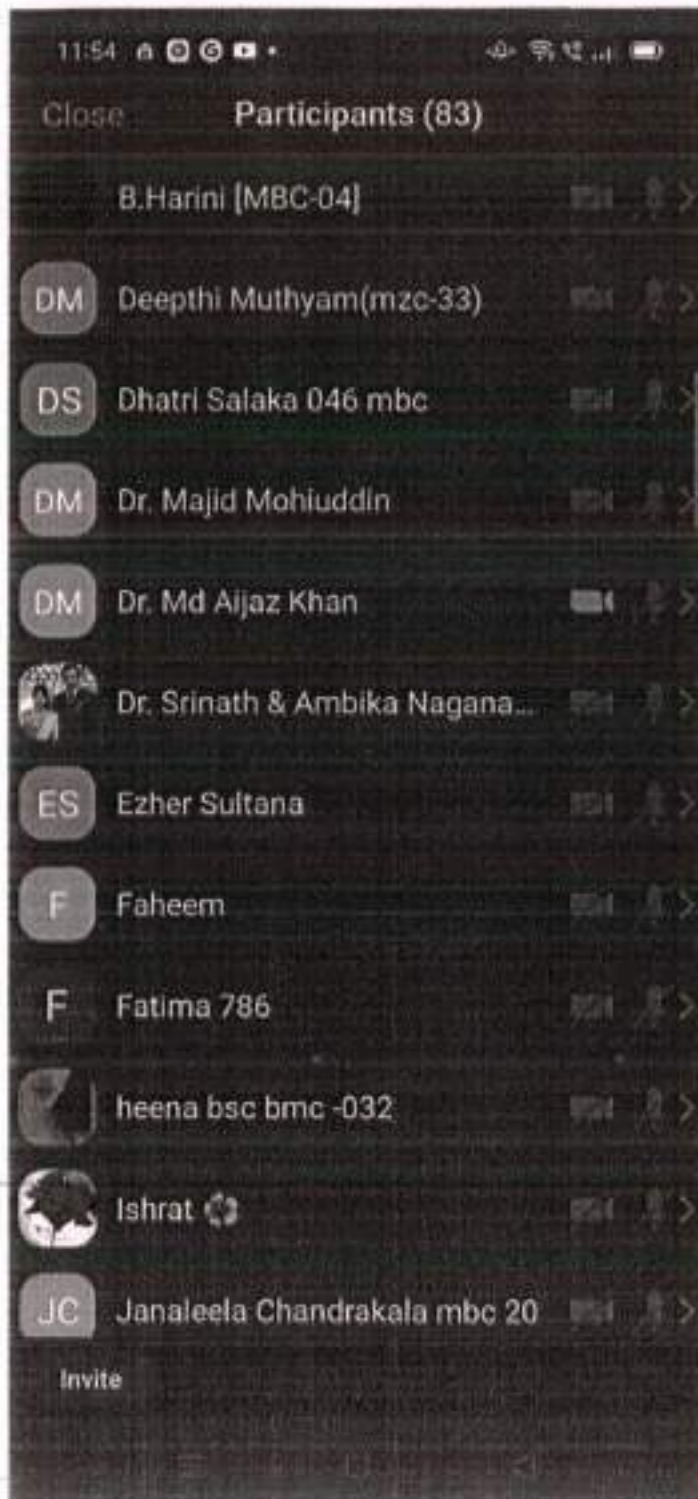 11:54
Close Participants (83)
B.Harini [MBC-04]
DM Deepthi Muthyam(mzc-33)
DS Dhatri Salaka 046 mbc
DM Dr. Majid Mohiuddin
DM Dr. Md Aijaz Khan
Dr. Srinath & Ambika Nagana...
ES Ezher Sultana
F Faheem
F Fatima 786
heena bsc bmc -032
Ishrat
JC Janaleela Chandrakala mbc 20
Invite